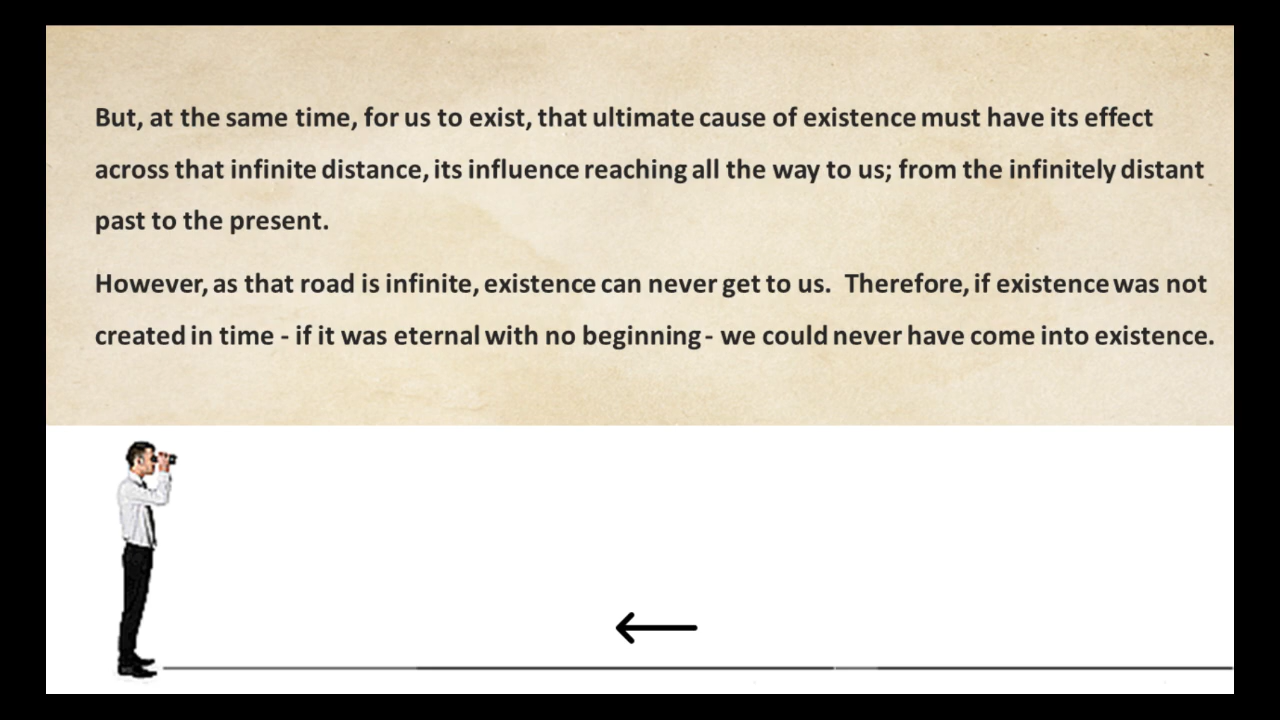 But, at the same time, for us to exist, that ultimate cause of existence must have its effect
across that infinite distance, its influence reaching all the way to us; from the infinitely distant
past to the present.
However, as that road is infinite, existence can never get to us. Therefore, if existence was not
created in time - if it was eternal with no beginning - we could never have come into existence.